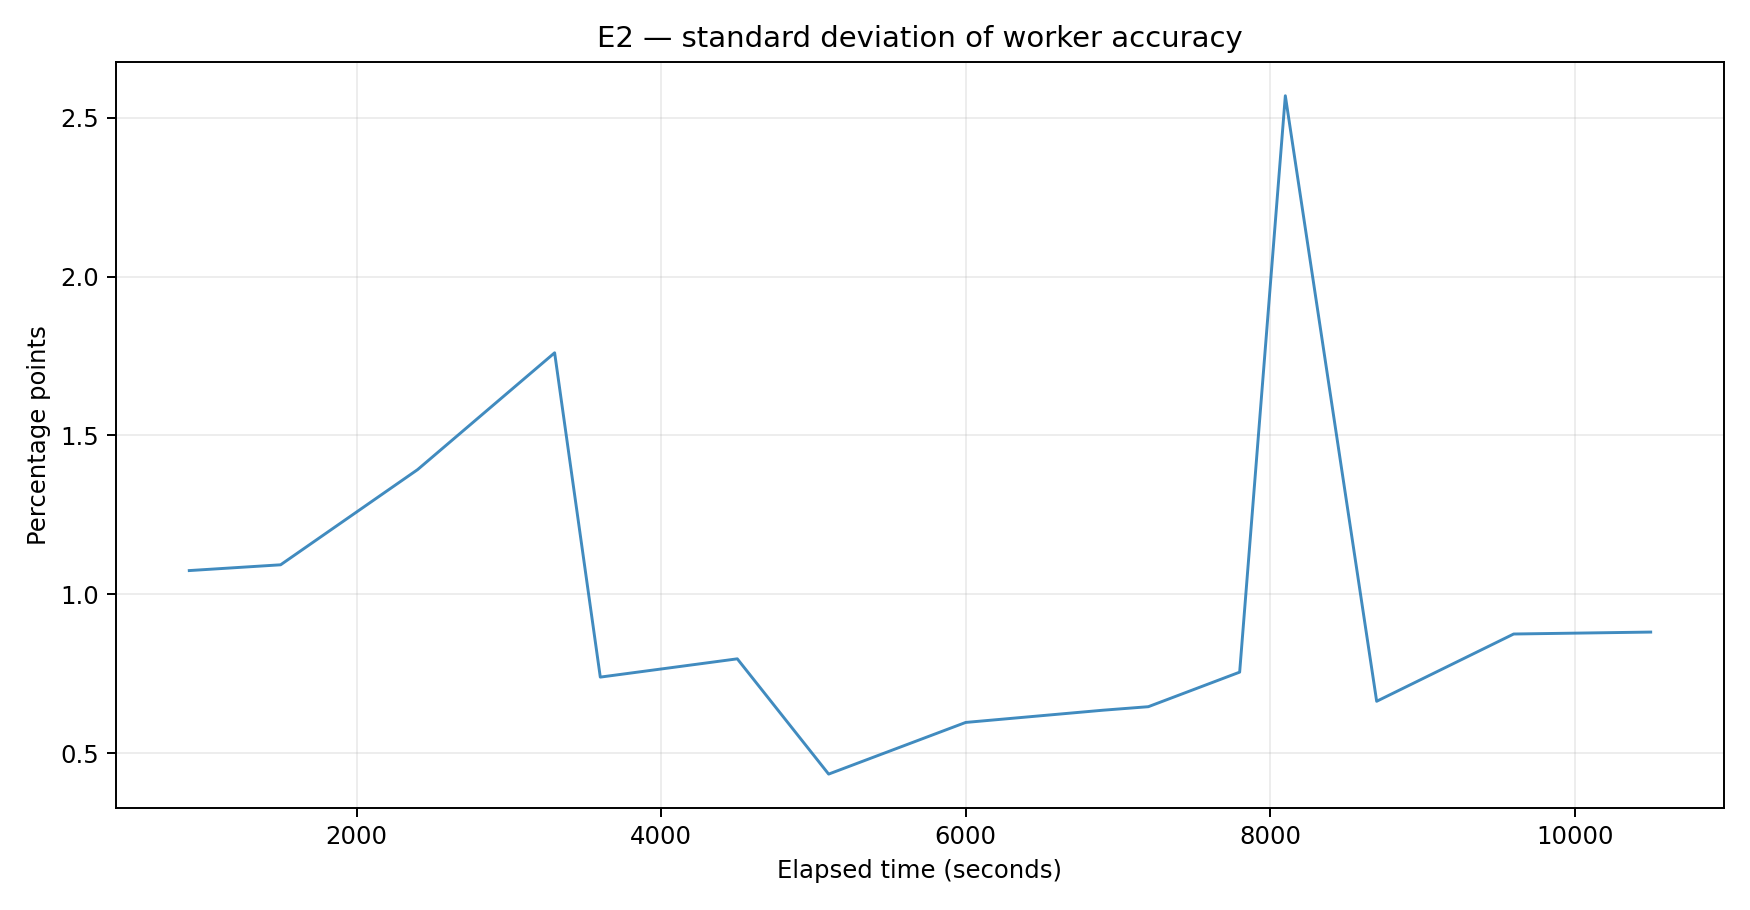 E2 — standard deviation of worker accuracy
Percentage points
2.5
2.0
1.5
1.0
0.5
2000 4000 6000 8000 10000
Elapsed time (seconds)